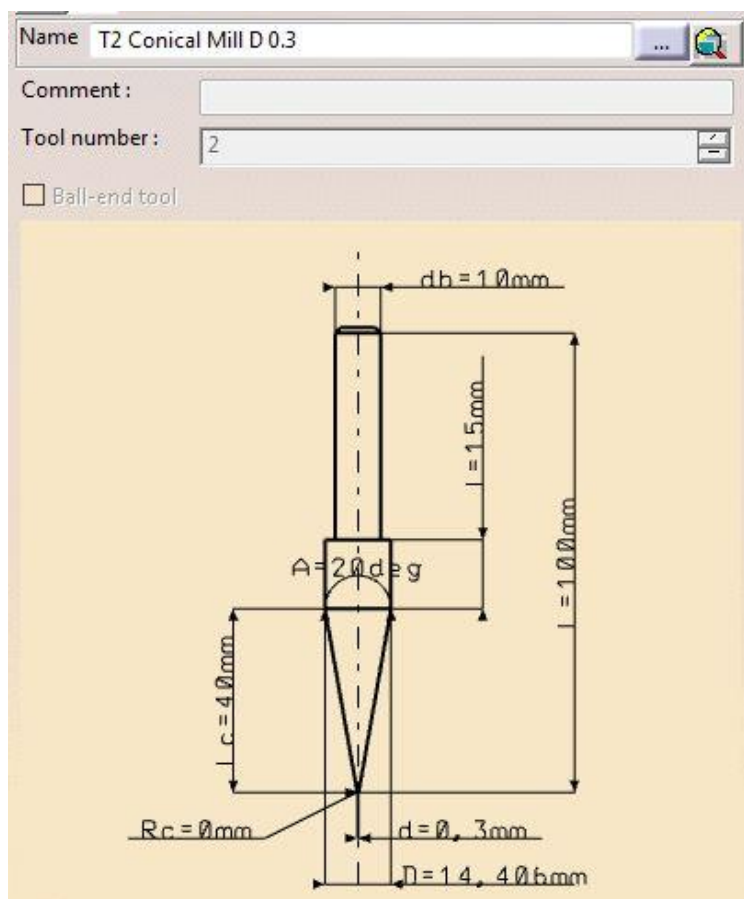 Name T2 Conical Mill D 0.3 ...
Comment :
Tool number : 2
Ball-end tool
db=10mm
l=15mm
A=20deg
l=100mm
lc=40mm
Rc=0mm
d=0,3mm
D=14,406mm